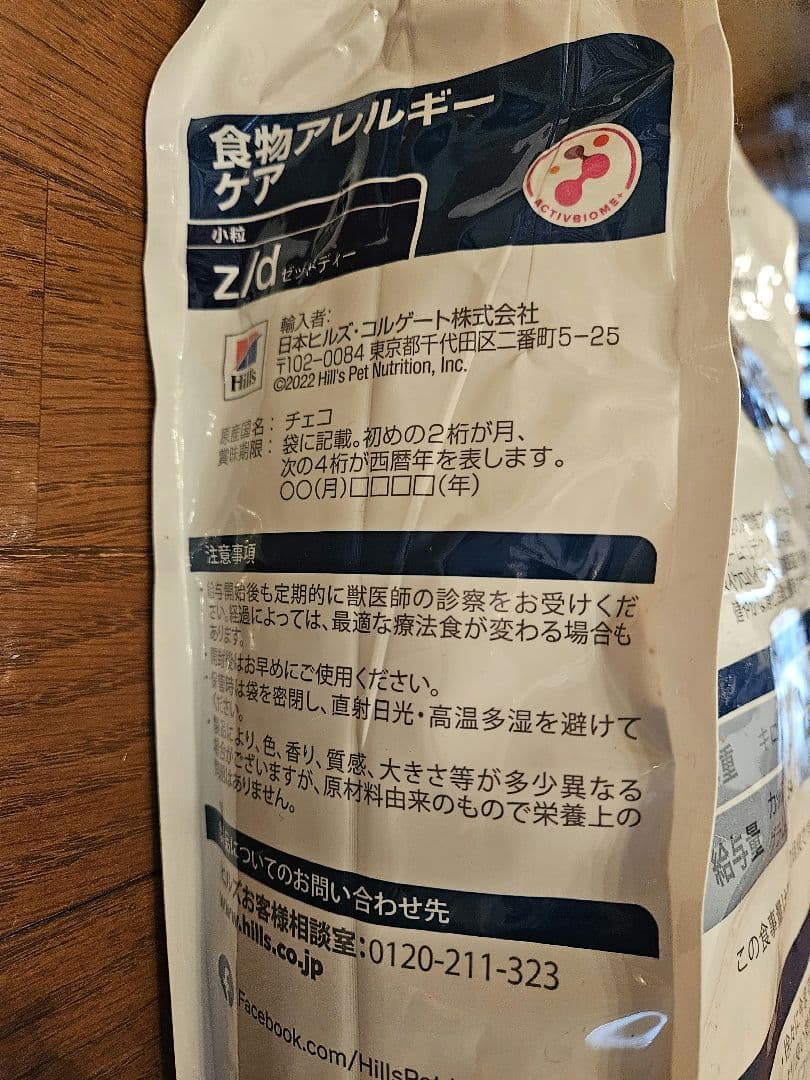 食物アレルギー
ケア
ACTIVBIOME+
小粒
z/d ゼッドディー
Hill's
輸入者:
日本ヒルズ・コルゲート株式会社
〒102-0084 東京都千代田区二番町5-25
©2022 Hill's Pet Nutrition, Inc.
原産国名: チェコ
賞味期限: 袋に記載。初めの2桁が月、
次の4桁が西暦年を表します。
○○(月)□□□□(年)
注意事項
・給与開始後も定期的に獣医師の診察をお受けくだ
さい。経過によっては、最適な療法食が変わる場合も
あります。
・開封後はお早めにご使用ください。
・保管時は袋を密閉し、直射日光・高温多湿を避けて
ください。
・製品により、色、香り、質感、大きさ等が多少異なる
場合がございますが、原材料由来のもので栄養上の
問題はありません。
についてのお問い合わせ先
ヒルズお客様相談室:0120-211-323
www.hills.co.jp
Facebook.com/HillsPet
給与量
この食事量は